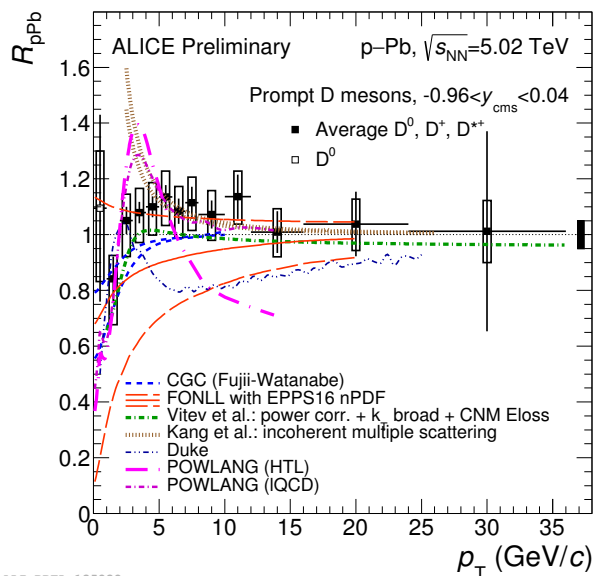 ALICE Preliminary
p–Pb, √s_NN=5.02 TeV
Prompt D mesons, -0.96<y_cms<0.04
Average D⁰, D⁺, D*⁺
D⁰
R_pPb
1.6
1.4
1.2
1
0.8
0.6
0.4
0.2
0
CGC (Fujii-Watanabe)
FONLL with EPPS16 nPDF
Vitev et al.: power corr. + k_T broad + CNM Eloss
Kang et al.: incoherent multiple scattering
Duke
POWLANG (HTL)
POWLANG (lQCD)
0 5 10 15 20 25 30 35
p_T (GeV/c)